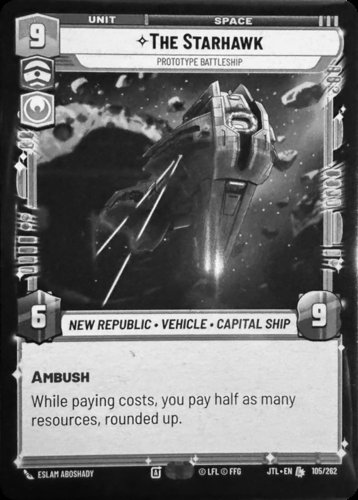 UNIT SPACE
9
THE STARHAWK
PROTOTYPE BATTLESHIP
6
NEW REPUBLIC • VEHICLE • CAPITAL SHIP
9
AMBUSH
While paying costs, you pay half as many
resources, rounded up.
ESLAM ABOSHADY
© LFL © FFG
JTL • EN
105/262